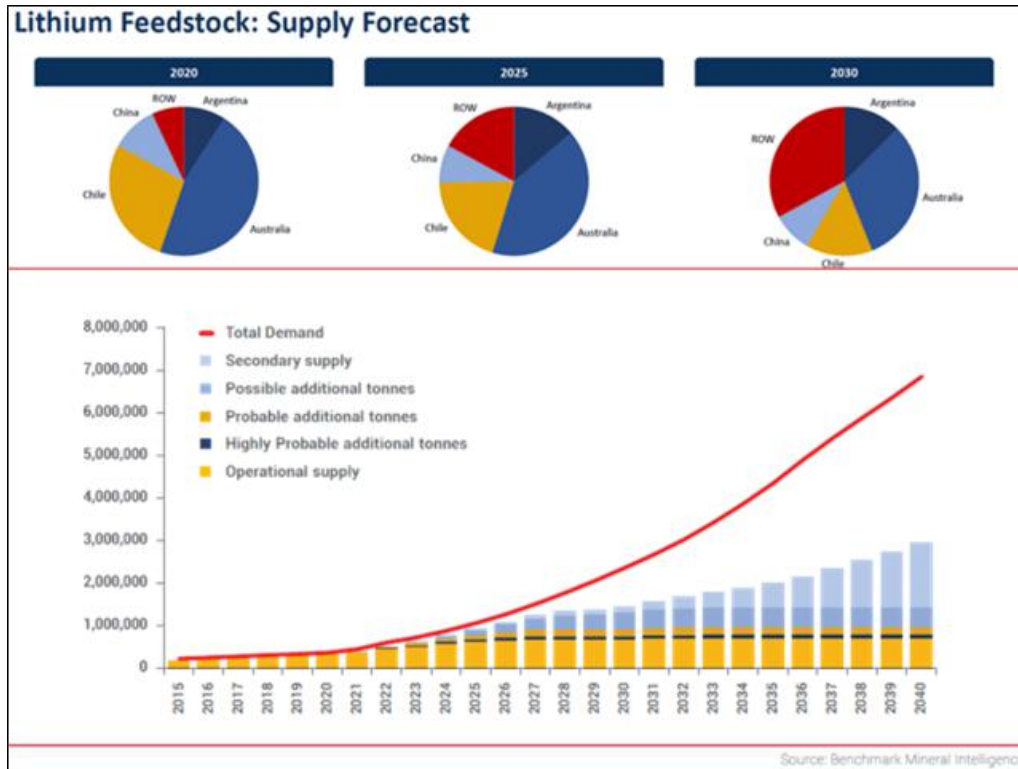 Lithium Feedstock: Supply Forecast
2020
2025
2030
ROW
Argentina
China
Chile
Australia
ROW
Argentina
China
Chile
Australia
Argentina
ROW
Australia
China
Chile
8,000,000
7,000,000
6,000,000
5,000,000
4,000,000
3,000,000
2,000,000
1,000,000
0
Total Demand
Secondary supply
Possible additional tonnes
Probable additional tonnes
Highly Probable additional tonnes
Operational supply
2015
2016
2017
2018
2019
2020
2021
2022
2023
2024
2025
2026
2027
2028
2029
2030
2031
2032
2033
2034
2035
2036
2037
2038
2039
2040
Source: Benchmark Mineral Intelligenc